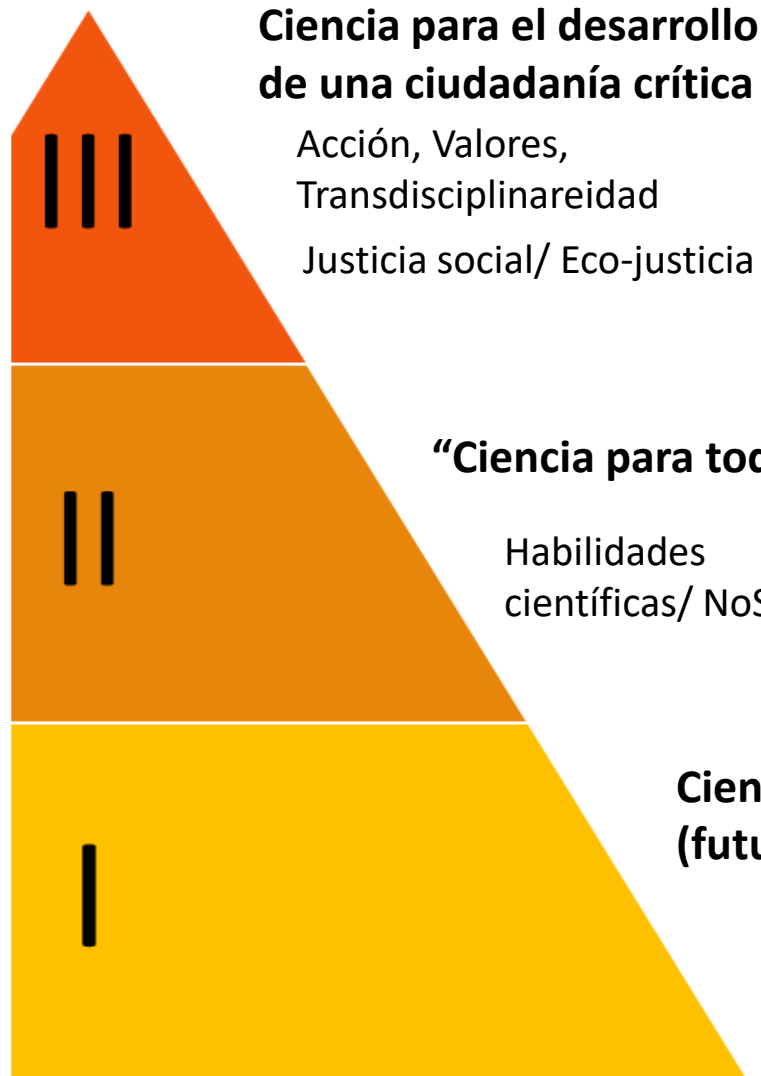 Ciencia para el desarrollo
de una ciudadanía crítica
Acción, Valores,
Transdisciplinareidad
Justicia social/ Eco-justicia
III
“Ciencia para
II
Habilidades
científicas/
I